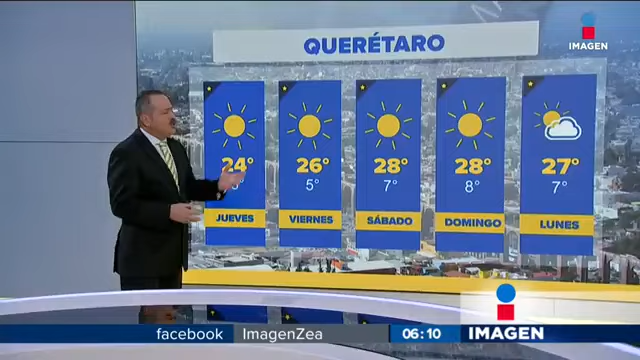 IMAGEN
QUERÉTARO
24° 26° 28° 28° 27°
5° 7° 8° 7°
JUEVES VIERNES SÁBADO DOMINGO LUNES
facebook ImagenZea 06:10 IMAGEN